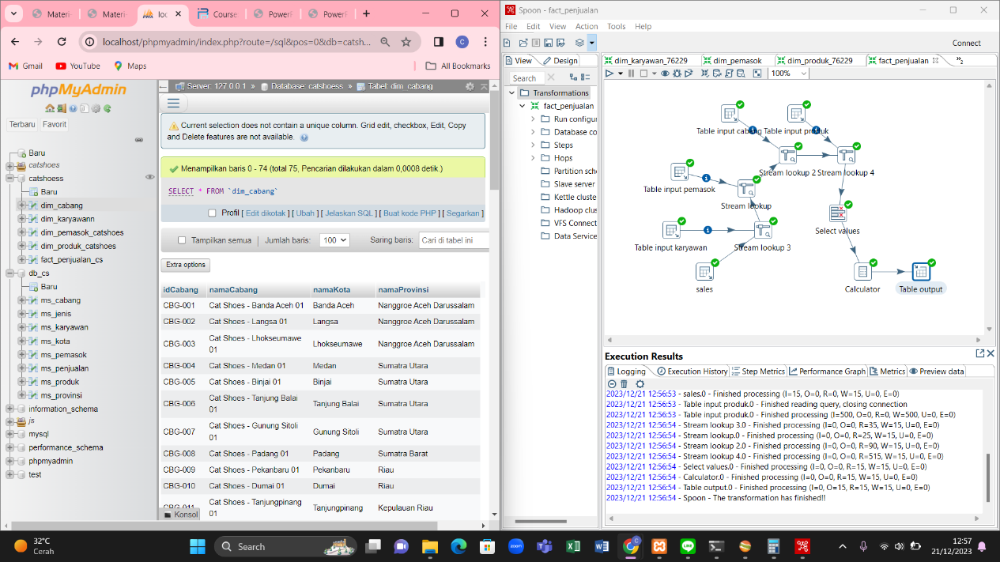 Materi
Materi
loc
Course
PowerP
PowerP
localhost/phpmyadmin/index.php?route=/sql&pos=0&db=catsh...
Gmail
YouTube
Maps
All Bookmarks
phpMyAdmin
Terbaru
Favorit
Baru
catshoes
catshoess
Baru
dim_cabang
dim_karyawann
dim_pemasok_catshoes
dim_produk_catshoes
fact_penjualan_cs
db_cs
Baru
ms_cabang
ms_jenis
ms_karyawan
ms_kota
ms_pemasok
ms_penjualan
ms_produk
ms_provinsi
information_schema
js
mysql
performance_schema
phpmyadmin
test
Server: 127.0.0.1 » Database: catshoess » Tabel: dim_cabang
Current selection does not contain a unique column. Grid edit, checkbox, Edit, Copy
and Delete features are not available.
Menampilkan baris 0 - 74 (total 75, Pencarian dilakukan dalam 0,0008 detik.)
SELECT * FROM `dim_cabang`
Profil [ Edit dikotak ] [ Ubah ] [ Jelaskan SQL ] [ Buat kode PHP ] [ Segarkan ]
Tampilkan semua | Jumlah baris: 100 Saring baris: Cari di tabel ini
Extra options
idCabang namaCabang namaKota namaProvinsi
CBG-001 Cat Shoes - Banda Aceh 01 Banda Aceh Nanggroe Aceh Darussalam
CBG-002 Cat Shoes - Langsa 01 Langsa Nanggroe Aceh Darussalam
CBG-003 Cat Shoes - Lhokseumawe 01 Lhokseumawe Nanggroe Aceh Darussalam
CBG-004 Cat Shoes - Medan 01 Medan Sumatra Utara
CBG-005 Cat Shoes - Binjai 01 Binjai Sumatra Utara
CBG-006 Cat Shoes - Tanjung Balai 01 Tanjung Balai Sumatra Utara
CBG-007 Cat Shoes - Gunung Sitoli 01 Gunung Sitoli Sumatra Utara
CBG-008 Cat Shoes - Padang 01 Padang Sumatra Barat
CBG-009 Cat Shoes - Pekanbaru 01 Pekanbaru Riau
CBG-010 Cat Shoes - Dumai 01 Dumai Riau
CBG-011 Cat Shoes - Tanjungpinang 01 Tanjungpinang Kepulauan Riau
Konsol
Spoon - fact_penjualan
File Edit View Action Tools Help
Connect
View
Design
dim_karyawan_76229
dim_pemasok
dim_produk_76229
fact_penjualan
»2
Search
100%
Transformations
fact_penjualan
Run configur
Database co
Steps
Hops
Partition sche
Slave server
Kettle cluste
Hadoop clus
VFS Connect
Data Service
Table input cabang
Table input produk
Stream lookup 2
Stream lookup 4
Table input pemasok
Stream lookup
Select values
Table input karyawan
Stream lookup 3
sales
Calculator
Table output
Execution Results
Logging
Execution History
Step Metrics
Performance Graph
Metrics
Preview data
2023/12/21 12:56:53 - sales.0 - Finished processing (I=15, O=0, R=0, W=15, U=0, E=0)
2023/12/21 12:56:53 - Table input produk.0 - Finished reading query, closing connection
2023/12/21 12:56:53 - Table input produk.0 - Finished processing (I=500, O=0, R=0, W=500, U=0, E=0)
2023/12/21 12:56:54 - Stream lookup 3.0 - Finished processing (I=0, O=0, R=35, W=15, U=0, E=0)
2023/12/21 12:56:54 - Stream lookup.0 - Finished processing (I=0, O=0, R=25, W=15, U=0, E=0)
2023/12/21 12:56:54 - Stream lookup 2.0 - Finished processing (I=0, O=0, R=90, W=15, U=0, E=0)
2023/12/21 12:56:54 - Stream lookup 4.0 - Finished processing (I=0, O=0, R=515, W=15, U=0, E=0)
2023/12/21 12:56:54 - Select values.0 - Finished processing (I=0, O=0, R=15, W=15, U=0, E=0)
2023/12/21 12:56:54 - Calculator.0 - Finished processing (I=0, O=0, R=15, W=15, U=0, E=0)
2023/12/21 12:56:54 - Table output.0 - Finished processing (I=0, O=15, R=15, W=15, U=0, E=0)
2023/12/21 12:56:54 - Spoon - The transformation has finished!!
32°C
Cerah
Search
12:57
21/12/2023